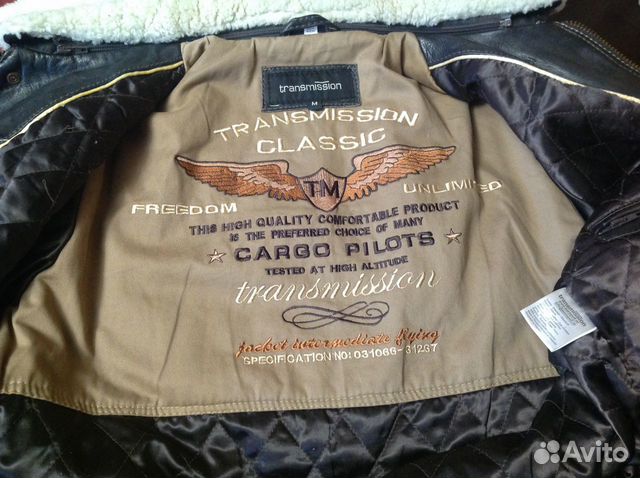 transmission
M
TRANSMISSION
CLASSIC
TM
FREEDOM UNLIMITED
THIS HIGH QUALITY COMFORTABLE PRODUCT
IS THE PREFERRED CHOICE OF MANY
CARGO PILOTS
TESTED AT HIGH ALTITUDE
transmission
jacket intermediate flying
SPECIFICATION NO: 031066-31267
transmission
Avito